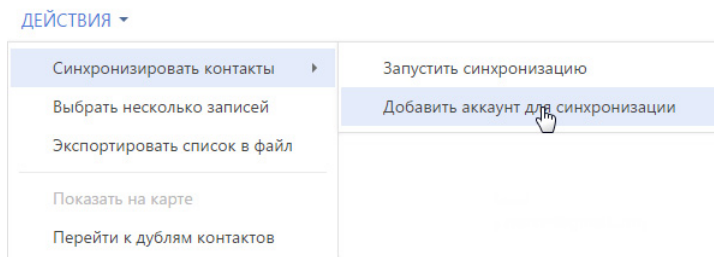 ДЕЙСТВИЯ
Синхронизировать контакты
Выбрать несколько записей
Экспортировать список в файл
Показать на карте
Перейти к дублям контактов
Запустить синхронизацию
Добавить аккаунт для синхронизации